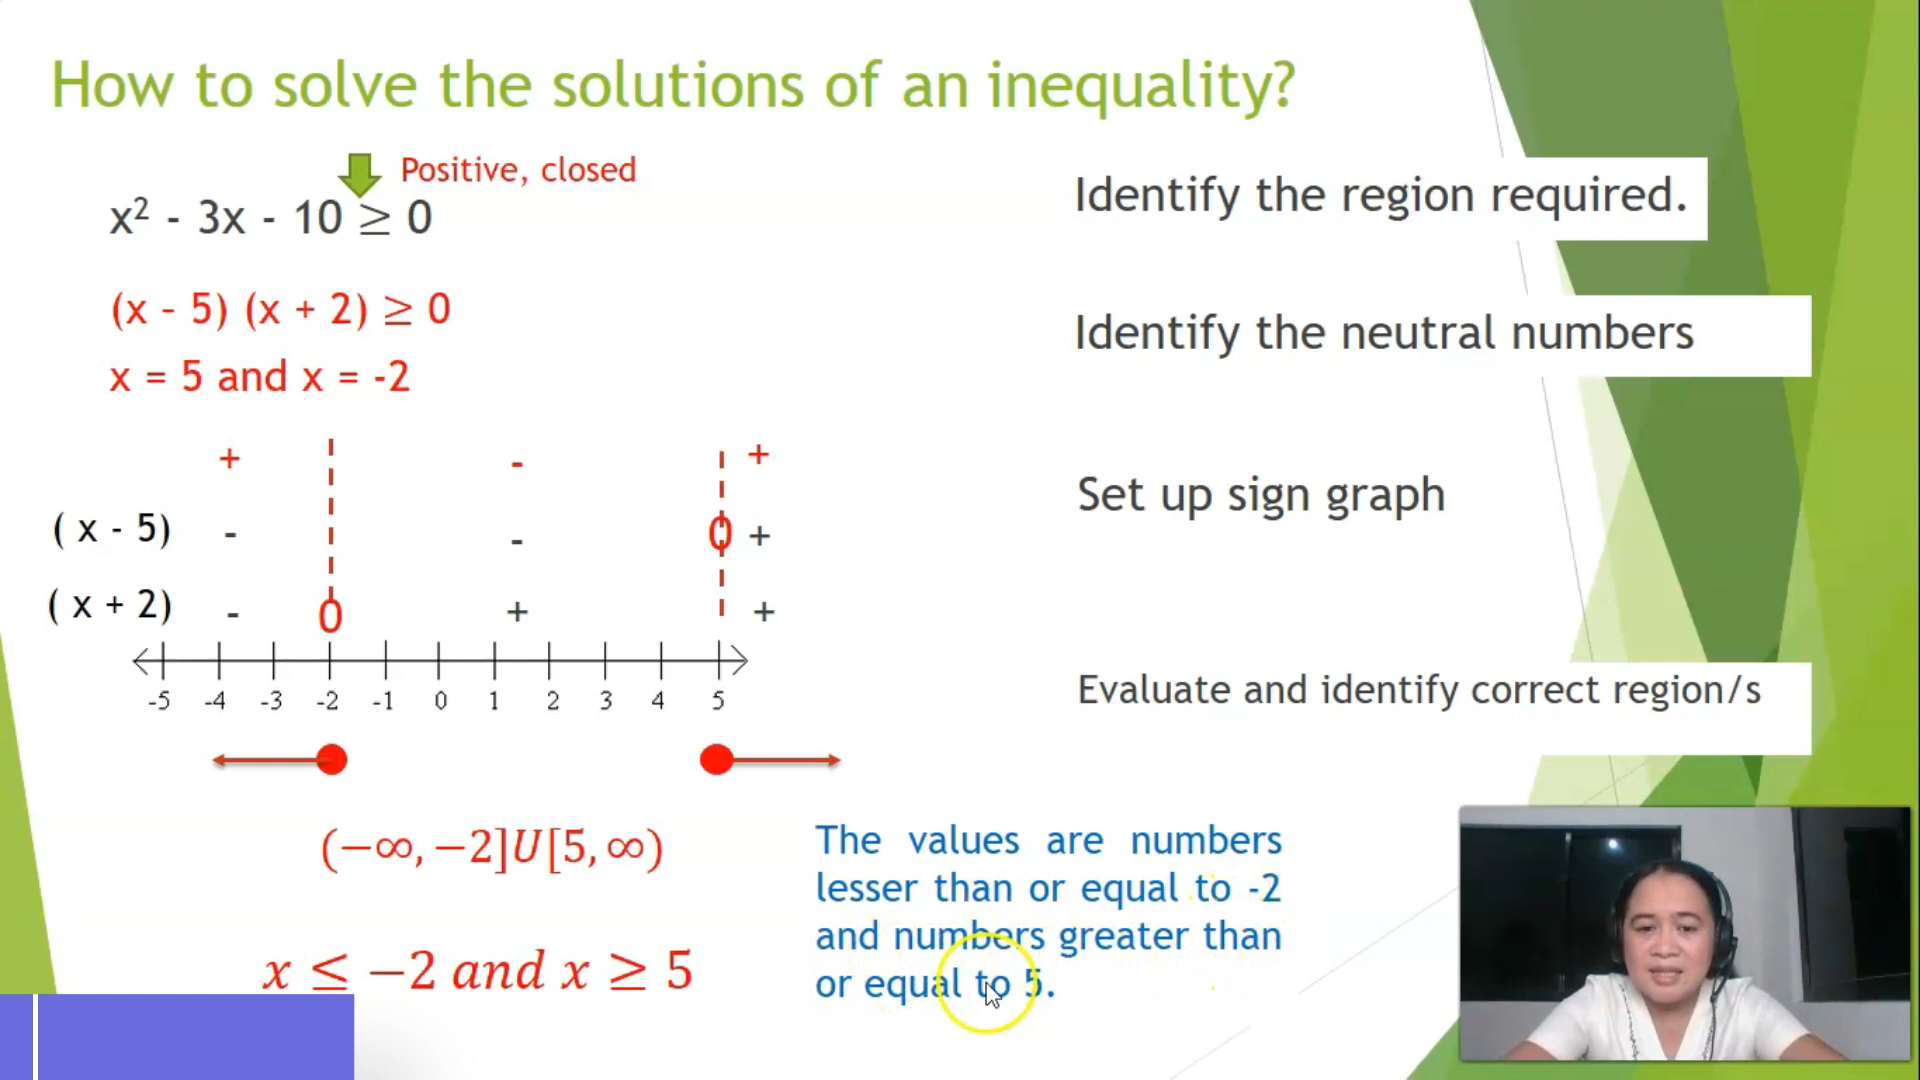 How to solve the solutions of an inequality?
Positive, closed
x² - 3x - 10 ≥ 0
(x – 5) (x + 2) ≥ 0
x = 5 and x = -2
+ - +
( x - 5) - - 0 +
( x + 2) - 0 + +
-5 -4 -3 -2 -1 0 1 2 3 4 5
(−∞, −2]U[5, ∞)
x ≤ −2 and x ≥ 5
The values are numbers
lesser than or equal to -2
and numbers greater than
or equal to 5.
Identify the region required.
Identify the neutral numbers
Set up sign graph
Evaluate and identify correct region/s